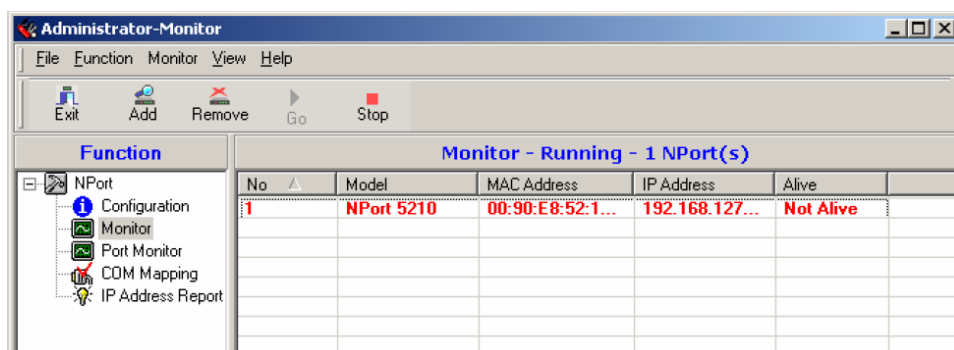 Administrator-Monitor
File Function Monitor View Help
Exit Add Remove Go Stop
Function
Monitor - Running - 1 NPort(s)
NPort
Configuration
Monitor
Port Monitor
COM Mapping
IP Address Report
No Model MAC Address IP Address Alive
1 NPort 5210 00:90:E8:52:1... 192.168.127... Not Alive